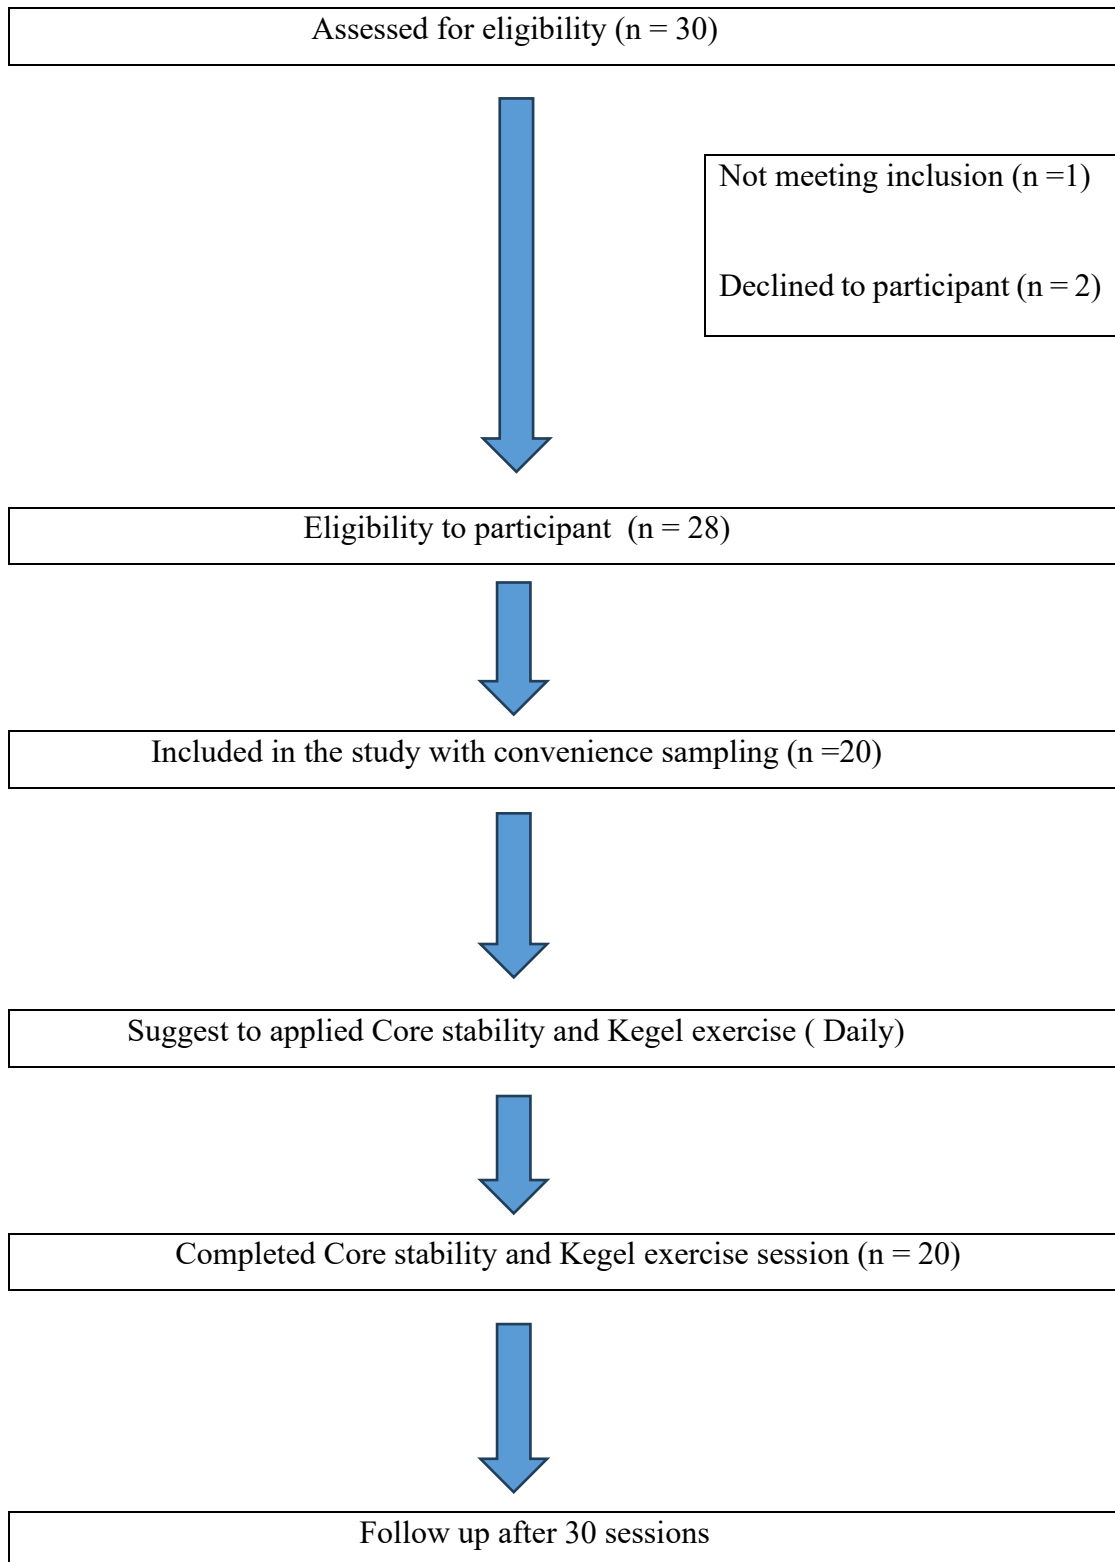 Assessed for eligibility (n = 30)
Not meeting inclusion (n =1)
Declined to participant (n = 2)
Eligibility to participant (n = 28)
Included in the study with convenience sampling (n =20)
Suggest to applied Core stability and Kegel exercise ( Daily)
Completed Core stability and Kegel exercise session (n = 20)
Follow up after 30 sessions